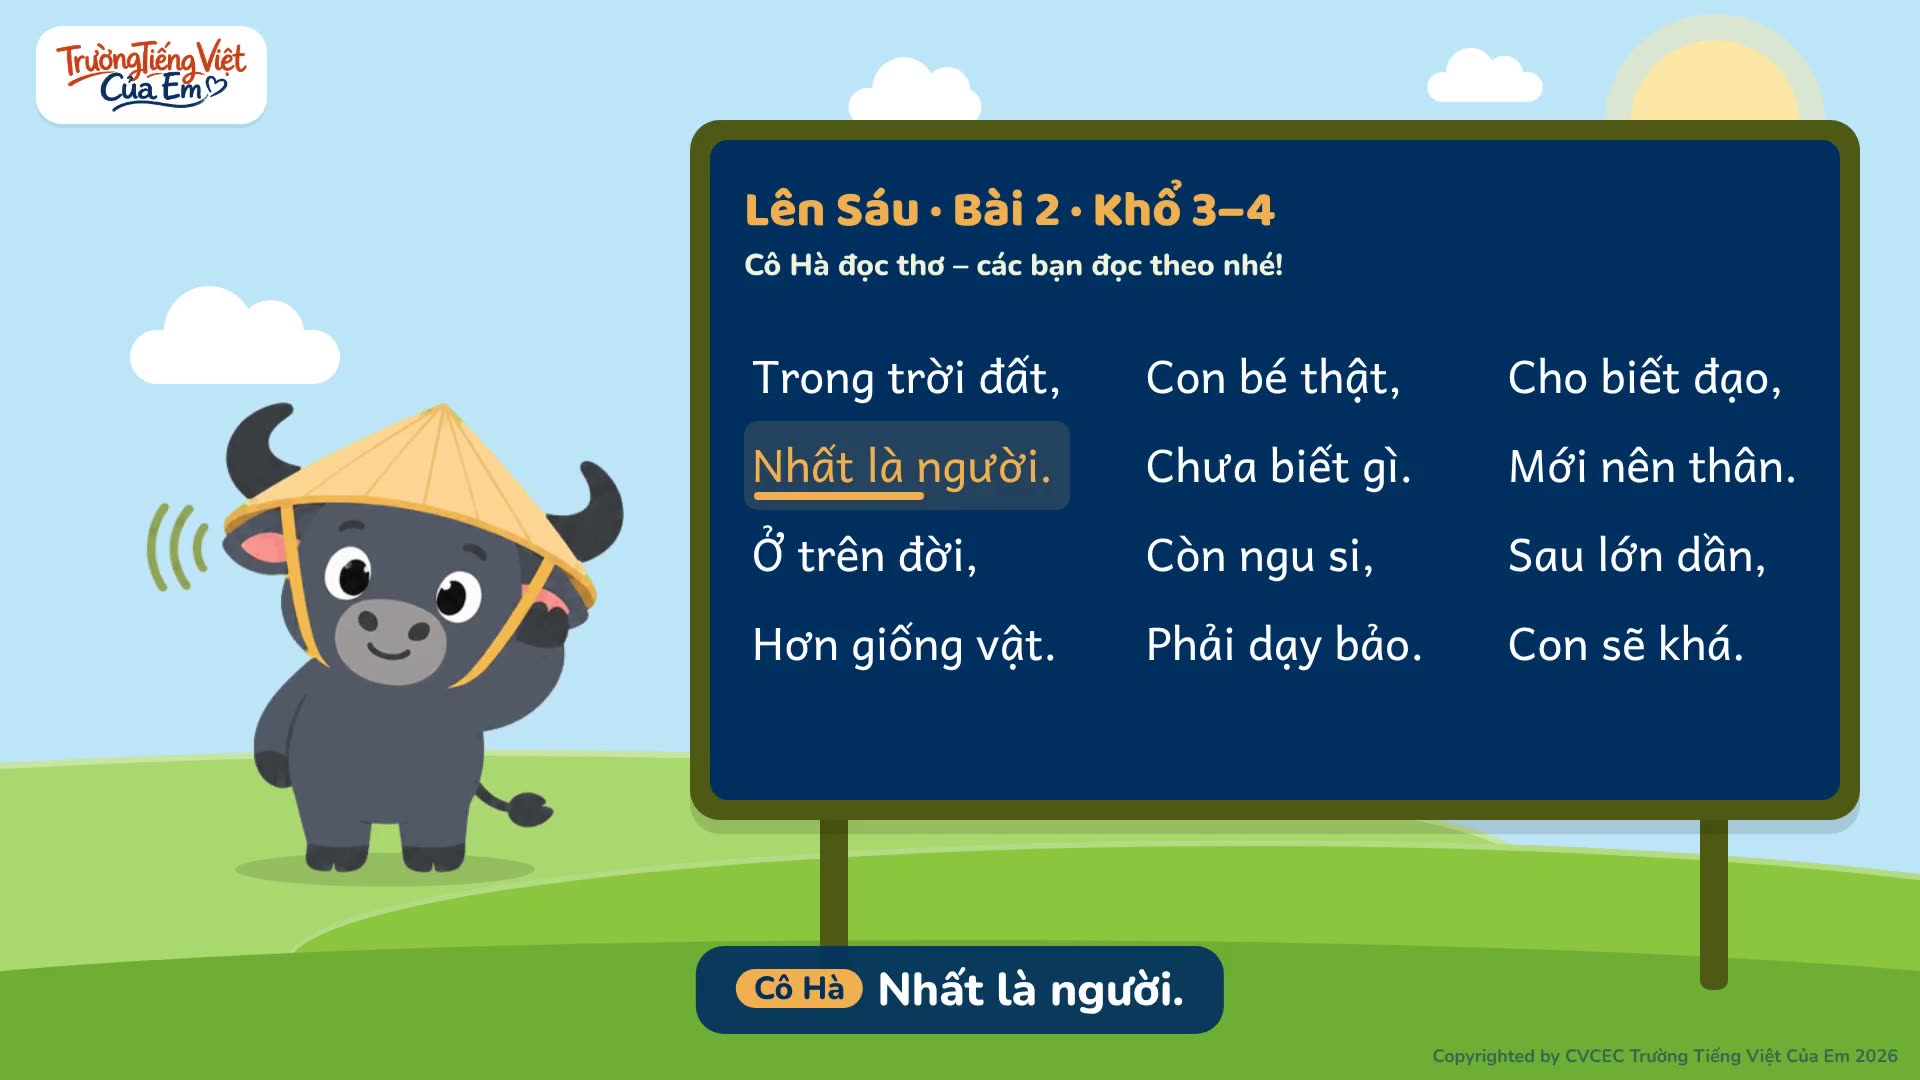 Trường Tiếng Việt
Của Em
Lên Sáu • Bài 2 • Khổ 3–4
Cô Hà đọc thơ – các bạn đọc theo nhé!
Trong trời đất,
Nhất là người.
Ở trên đời,
Hơn giống vật.
Con bé thật,
Chưa biết gì.
Còn ngu si,
Phải dạy bảo.
Cho biết đạo,
Mới nên thân.
Sau lớn dần,
Con sẽ khá.
Cô Hà Nhất là người.
Copyrighted by CVCEC Trường Tiếng Việt Của Em 2026